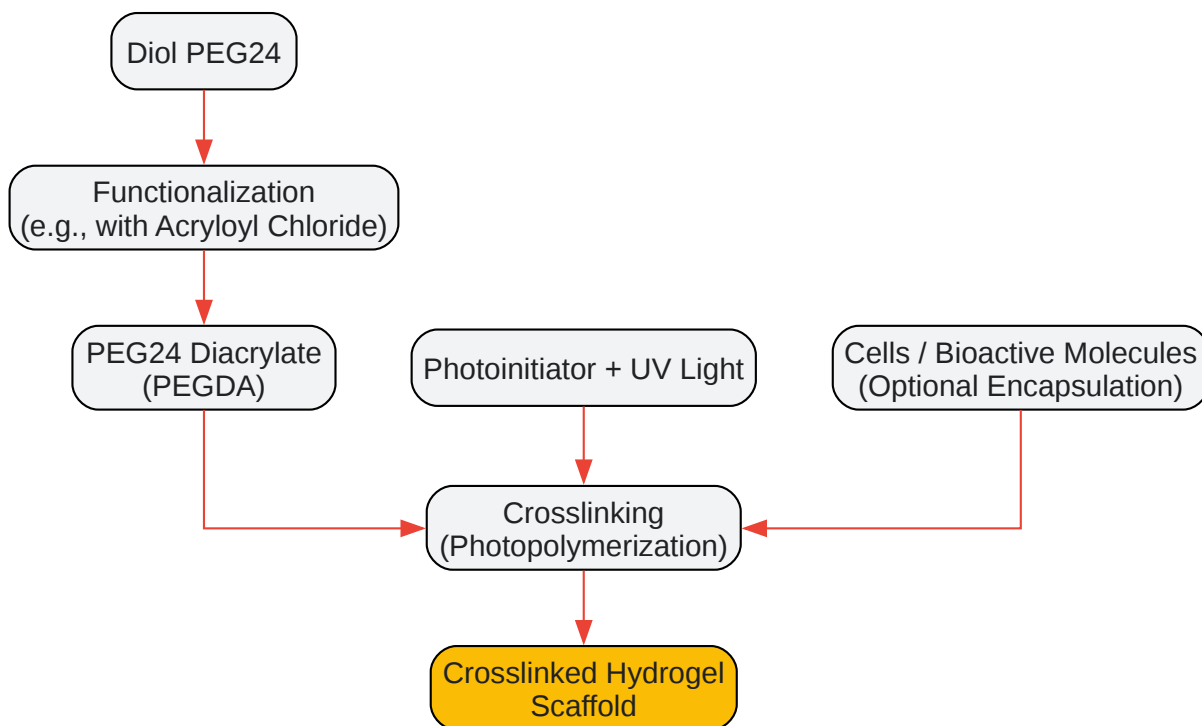 Diol PEG24
Functionalization
(e.g., with Acryloyl Chloride)
PEG24 Diacrylate
(PEGDA)
Photoinitiator + UV Light
Cells / Bioactive Molecules
(Optional Encapsulation)
Crosslinking
(Photopolymerization)
Crosslinked Hydrogel
Scaffold